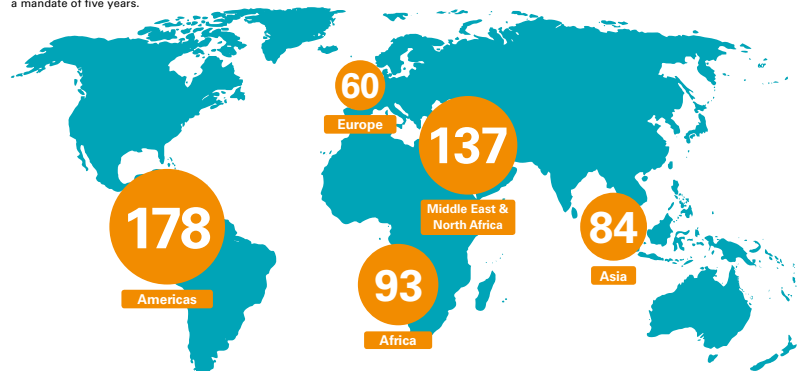 a mandate of five years.
60
Europe
137
Middle East &
North Africa
178
Americas
84
Asia
93
Africa